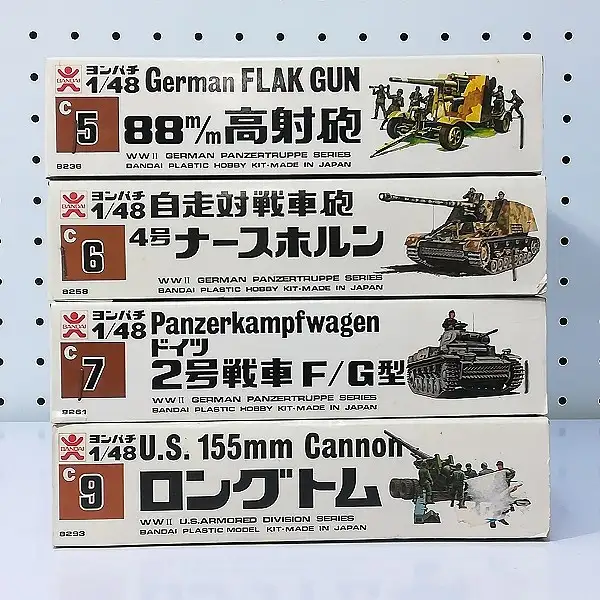 BANDAI
ヨンパチ
1/48 German FLAK GUN
C
5
88m/m高射砲
8236
WWII GERMAN PANZERTRUPPE SERIES
BANDAI PLASTIC HOBBY KIT-MADE IN JAPAN
BANDAI
ヨンパチ
1/48 自走対戦車砲
C
6
4号ナースホルン
8258
WWII GERMAN PANZERTRUPPE SERIES
BANDAI PLASTIC HOBBY KIT-MADE IN JAPAN
BANDAI
ヨンパチ
1/48 Panzerkampfwagen
C
7
ドイツ
2号戦車F/G型
8261
WWII GERMAN PANZERTRUPPE SERIES
BANDAI PLASTIC HOBBY KIT-MADE IN JAPAN
BANDAI
ヨンパチ
1/48 U.S. 155mm Cannon
C
9
ロングトム
8293
WWII U.S.ARMORED DIVISION SERIES
BANDAI PLASTIC MODEL KIT-MADE IN JAPAN